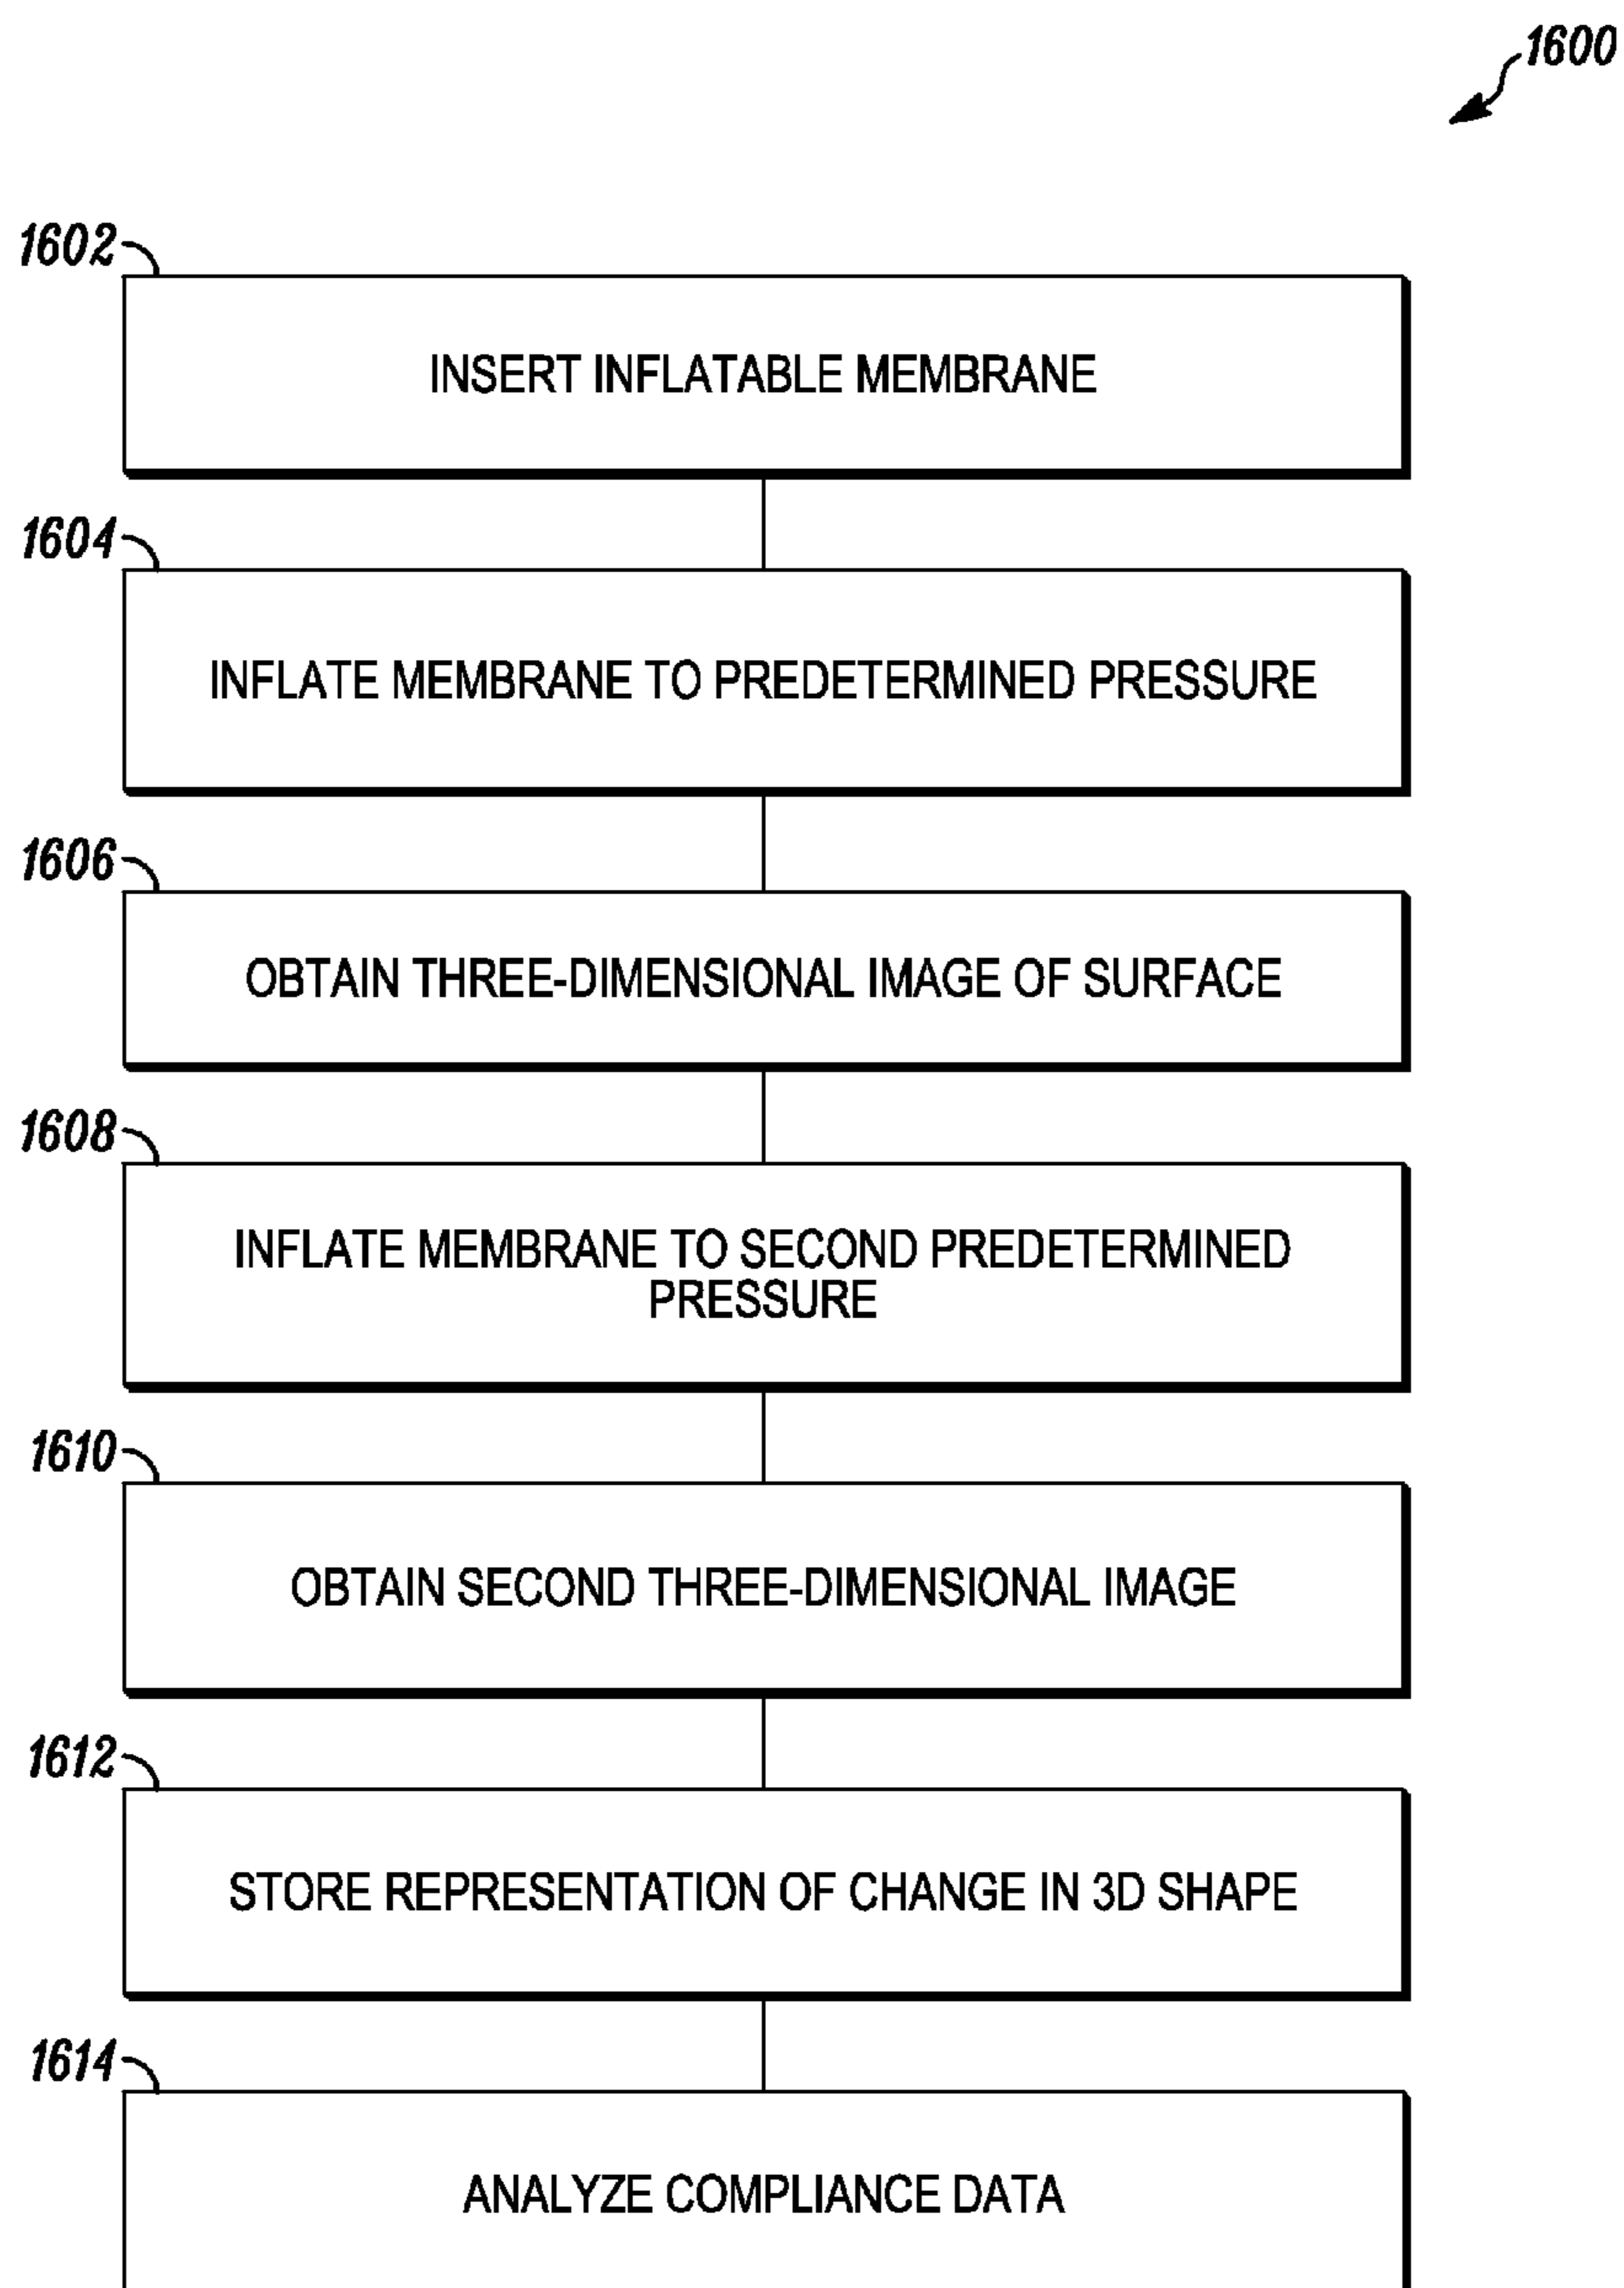 1600
1602
INSERT INFLATABLE MEMBRANE
1604
INFLATE MEMBRANE TO PREDETERMINED PRESSURE
1606
OBTAIN THREE-DIMENSIONAL IMAGE OF SURFACE
1608
INFLATE MEMBRANE TO SECOND PREDETERMINED
PRESSURE
1610
OBTAIN SECOND THREE-DIMENSIONAL IMAGE
1612
STORE REPRESENTATION OF CHANGE IN 3D SHAPE
1614
ANALYZE COMPLIANCE DATA